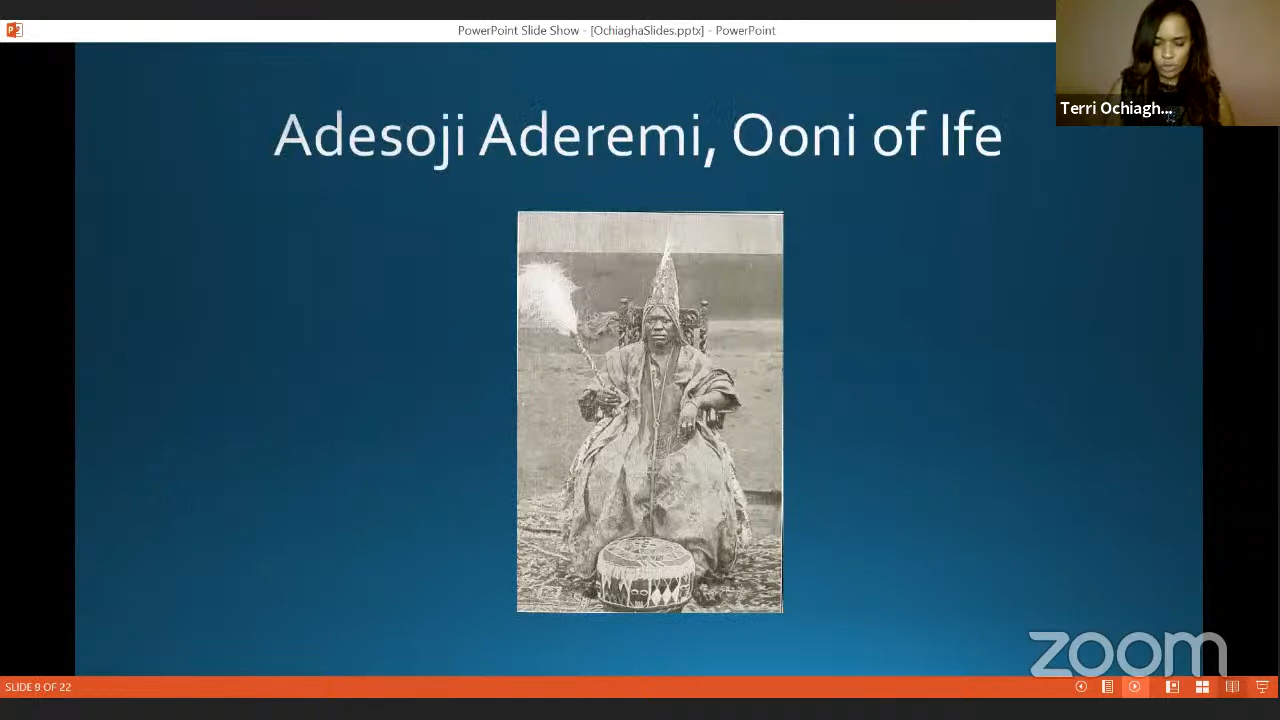 PowerPoint Slide Show - [OchiaghaSlides.pptx] - PowerPoint
Terri Ochiagh...
Adesoji Aderemi, Ooni of Ife
zoom
SLIDE 9 OF 22